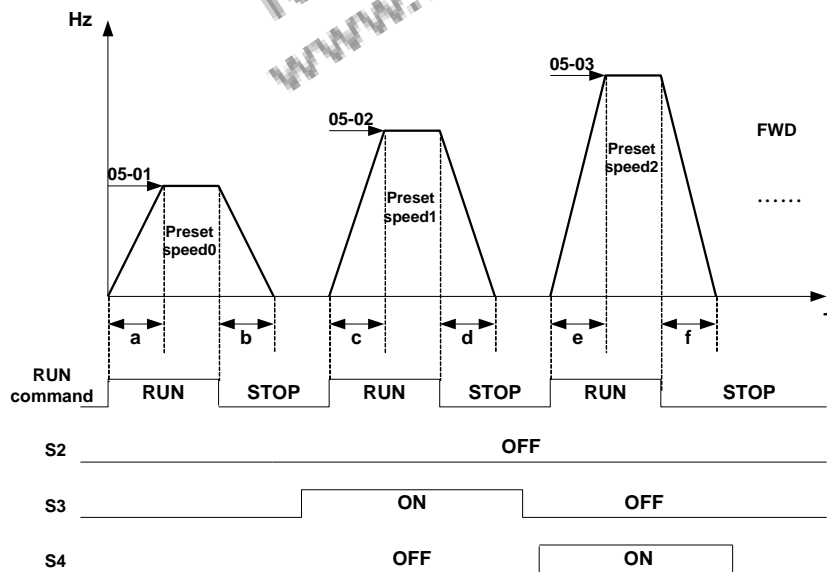 Hz
05-01
Preset
speed0
05-02
Preset
speed1
05-03
Preset
speed2
FWD
......
a
b
c
d
e
f
RUN
command
RUN
STOP
RUN
STOP
RUN
STOP
S2
OFF
S3
ON
OFF
S4
OFF
ON